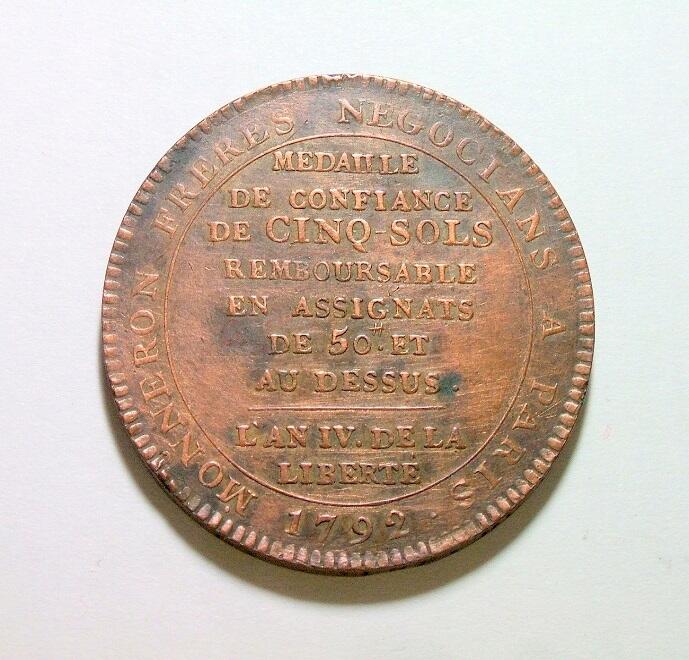 MONNERON FRERES NEGOCIANS A PARIS
MEDAILLE
DE CONFIANCE
DE CINQ-SOLS
REMBOURSABLE
EN ASSIGNATS
DE 50.ᵗᵗ ET
AU DESSUS.
L'AN IV. DE LA
LIBERTÉ
1792.